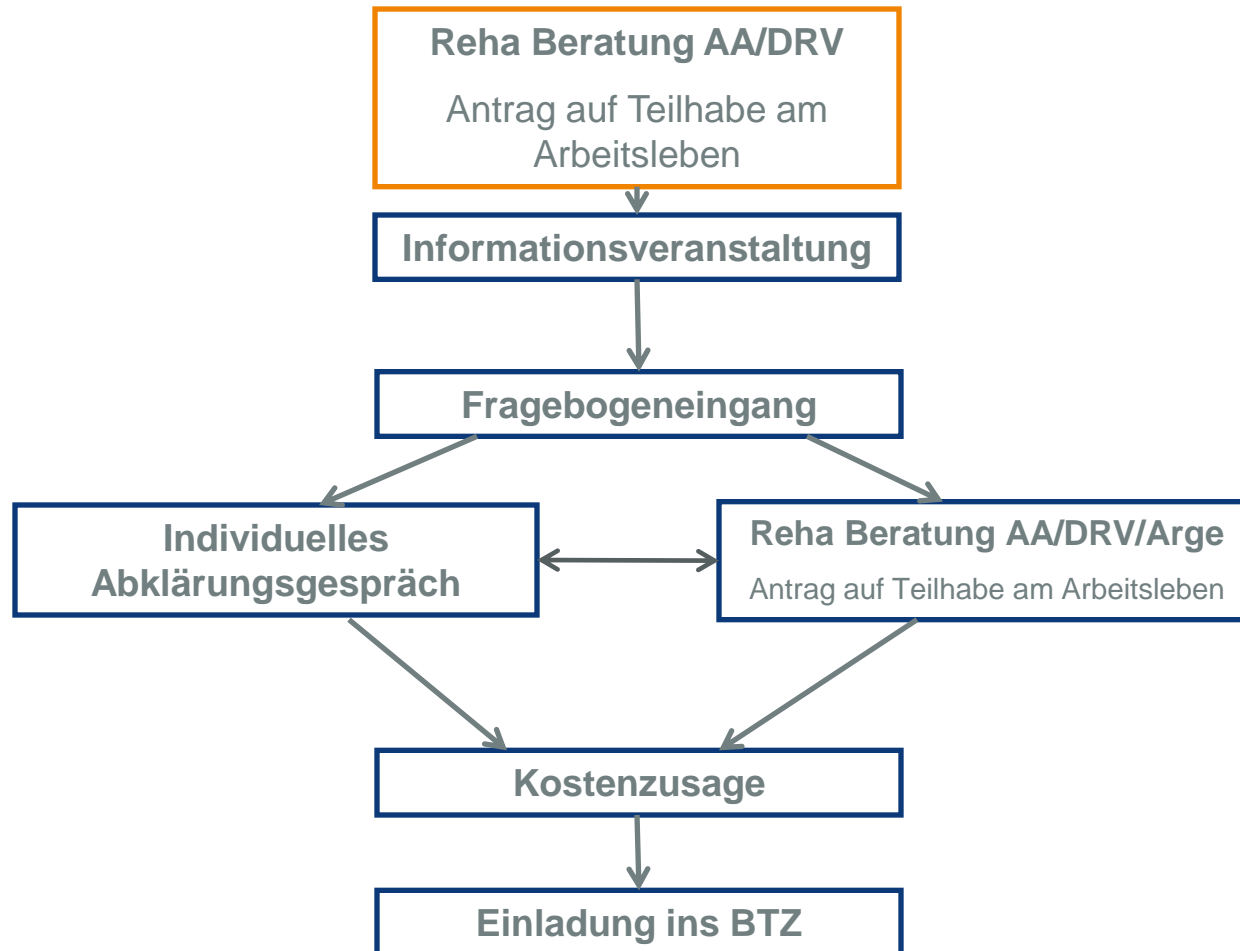 Reha Beratung AA/DRV
Antrag auf Teilhabe am
Arbeitsleben
Informationsveranstaltung
Fragebogeneingang
Individuelles
Abklärungsgespräch
Reha Beratung AA/DRV/Arge
Antrag auf Teilhabe am Arbeitsleben
Kostenzusage
Einladung ins BTZ